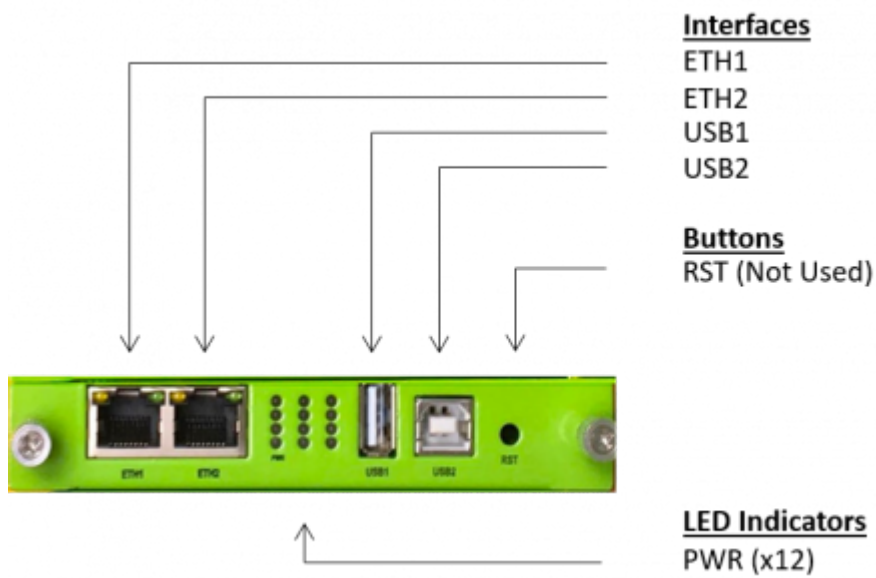 Interfaces
ETH1
ETH2
USB1
USB2
Buttons
RST (Not Used)
ETH1
ETH2
PWR
USB1
USB2
RST
LED Indicators
PWR (x12)